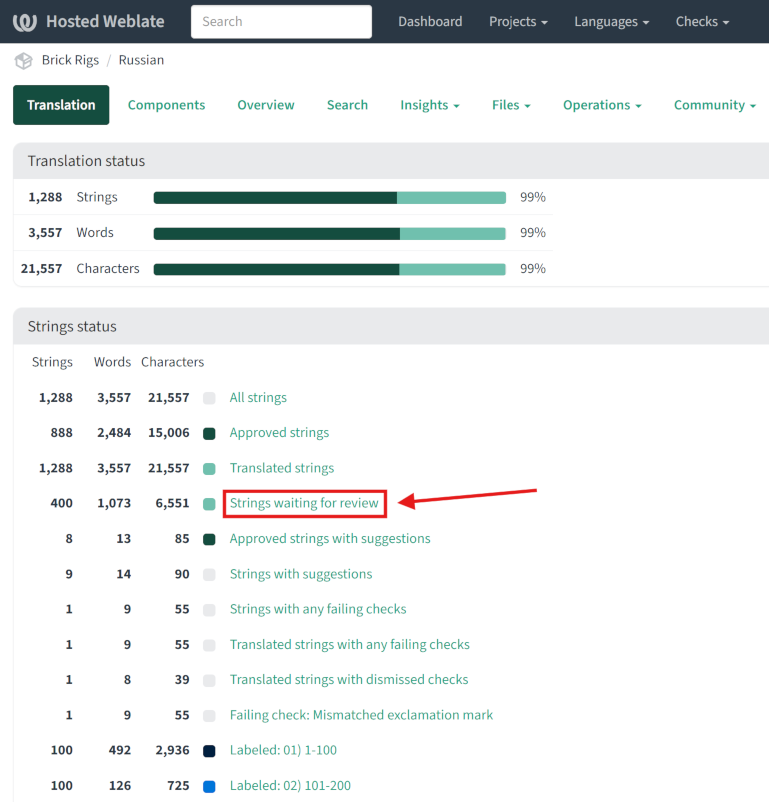 Hosted Weblate Search Dashboard Projects Languages Checks
Brick Rigs / Russian
Translation Components Overview Search Insights Files Operations Community
Translation status
1,288 Strings 99%
3,557 Words 99%
21,557 Characters 99%
Strings status
Strings Words Characters
1,288 3,557 21,557 All strings
888 2,484 15,006 Approved strings
1,288 3,557 21,557 Translated strings
400 1,073 6,551 Strings waiting for review
8 13 85 Approved strings with suggestions
9 14 90 Strings with suggestions
1 9 55 Strings with any failing checks
1 9 55 Translated strings with any failing checks
1 8 39 Translated strings with dismissed checks
1 9 55 Failing check: Mismatched exclamation mark
100 492 2,936 Labeled: 01) 1-100
100 126 725 Labeled: 02) 101-200